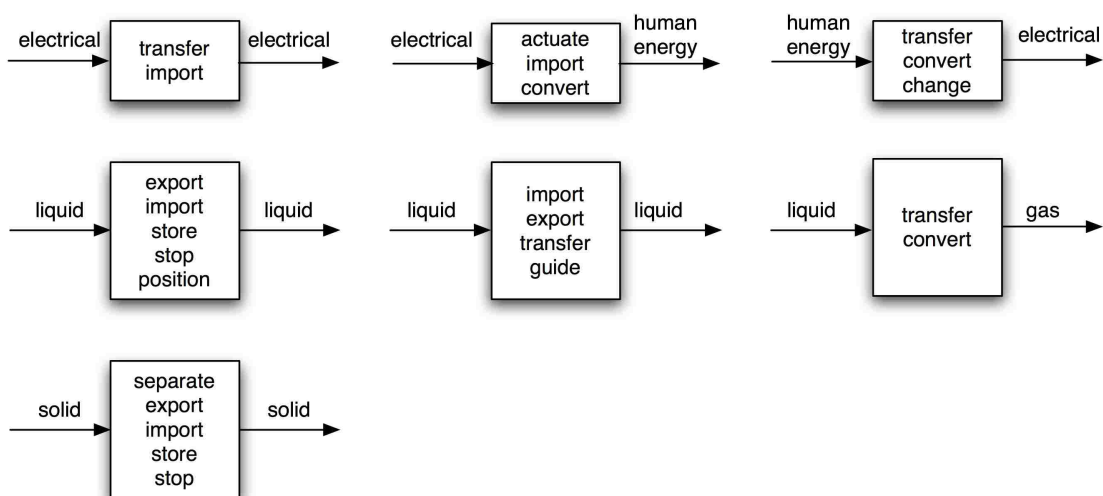 electrical
transfer
import
electrical
electrical
actuate
import
convert
human
energy
human
energy
transfer
convert
change
electrical
liquid
export
import
store
stop
position
liquid
liquid
import
export
transfer
guide
liquid
liquid
transfer
convert
gas
solid
separate
export
import
store
stop
solid